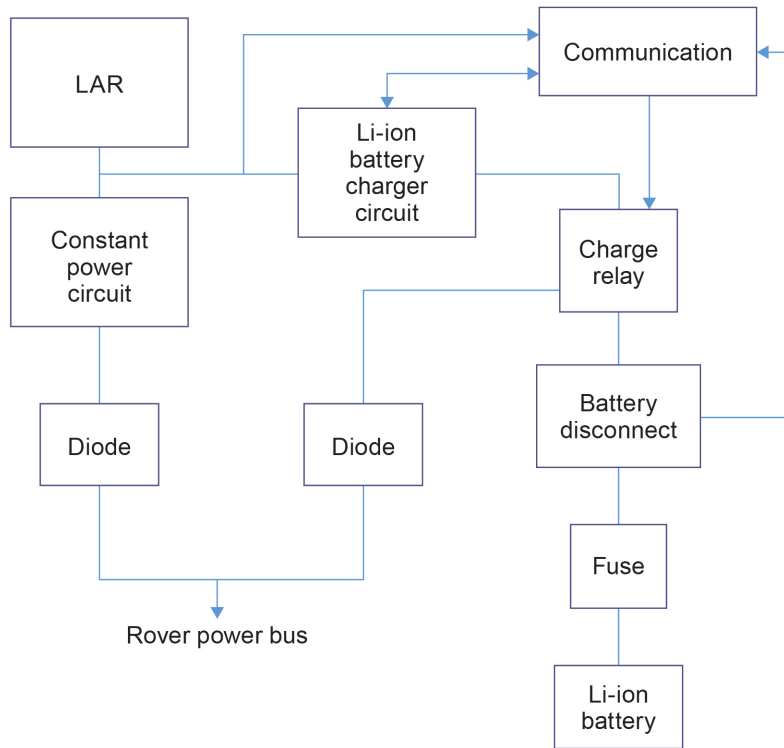 LAR
Communication
Li-ion
battery
charger
circuit
Constant
power
circuit
Charge
relay
Battery
disconnect
Diode
Diode
Fuse
Rover power bus
Li-ion
battery